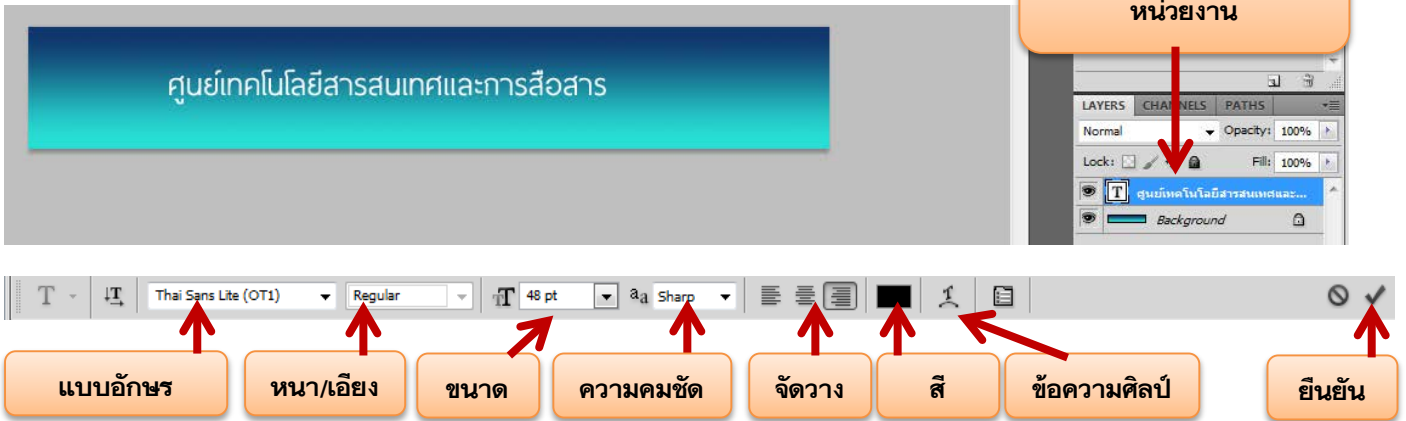 หน่วยงาน
ศูนย์เทคโนโลยีสารสนเทศและการสื่อสาร
LAYERS CHANNELS PATHS
Normal Opacity: 100%
Lock: Fill: 100%
T ศูนย์เทคโนโลยีสารสนเทศและ...
Background
T T Thai Sans Lite (OT1) Regular T 48 pt aa Sharp
แบบอักษร หนา/เอียง ขนาด ความคมชัด จัดวาง สี ข้อความศิลป์ ยืนยัน